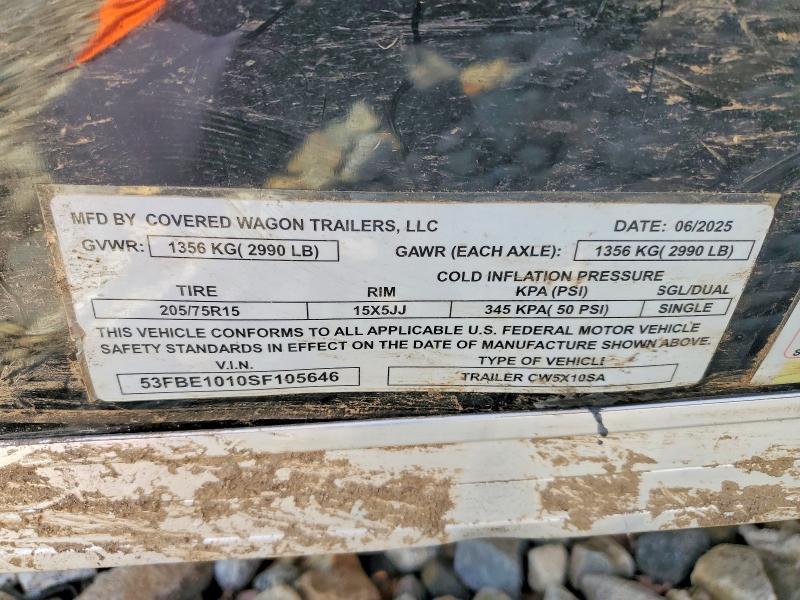 MFD BY COVERED WAGON TRAILERS, LLC DATE: 06/2025
GVWR: 1356 KG( 2990 LB) GAWR (EACH AXLE): 1356 KG( 2990 LB)
COLD INFLATION PRESSURE
TIRE RIM KPA (PSI) SGL/DUAL
205/75R15 15X5JJ 345 KPA( 50 PSI) SINGLE
THIS VEHICLE CONFORMS TO ALL APPLICABLE U.S. FEDERAL MOTOR VEHICLE
SAFETY STANDARDS IN EFFECT ON THE DATE OF MANUFACTURE SHOWN ABOVE.
V.I.N. TYPE OF VEHICLE
53FBE1010SF105646 TRAILER CW5X10SA